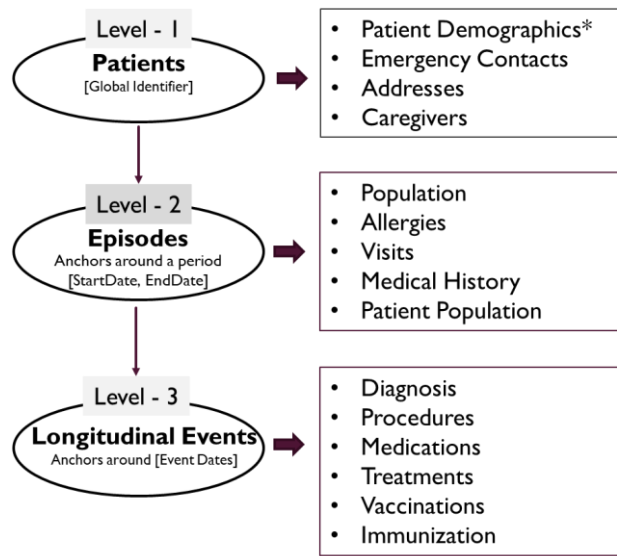 Level - 1
Patients
[Global Identifier]
• Patient Demographics*
• Emergency Contacts
• Addresses
• Caregivers
Level - 2
Episodes
Anchors around a period
[StartDate, EndDate]
• Population
• Allergies
• Visits
• Medical History
• Patient Population
Level - 3
Longitudinal Events
Anchors around [Event Dates]
• Diagnosis
• Procedures
• Medications
• Treatments
• Vaccinations
• Immunization